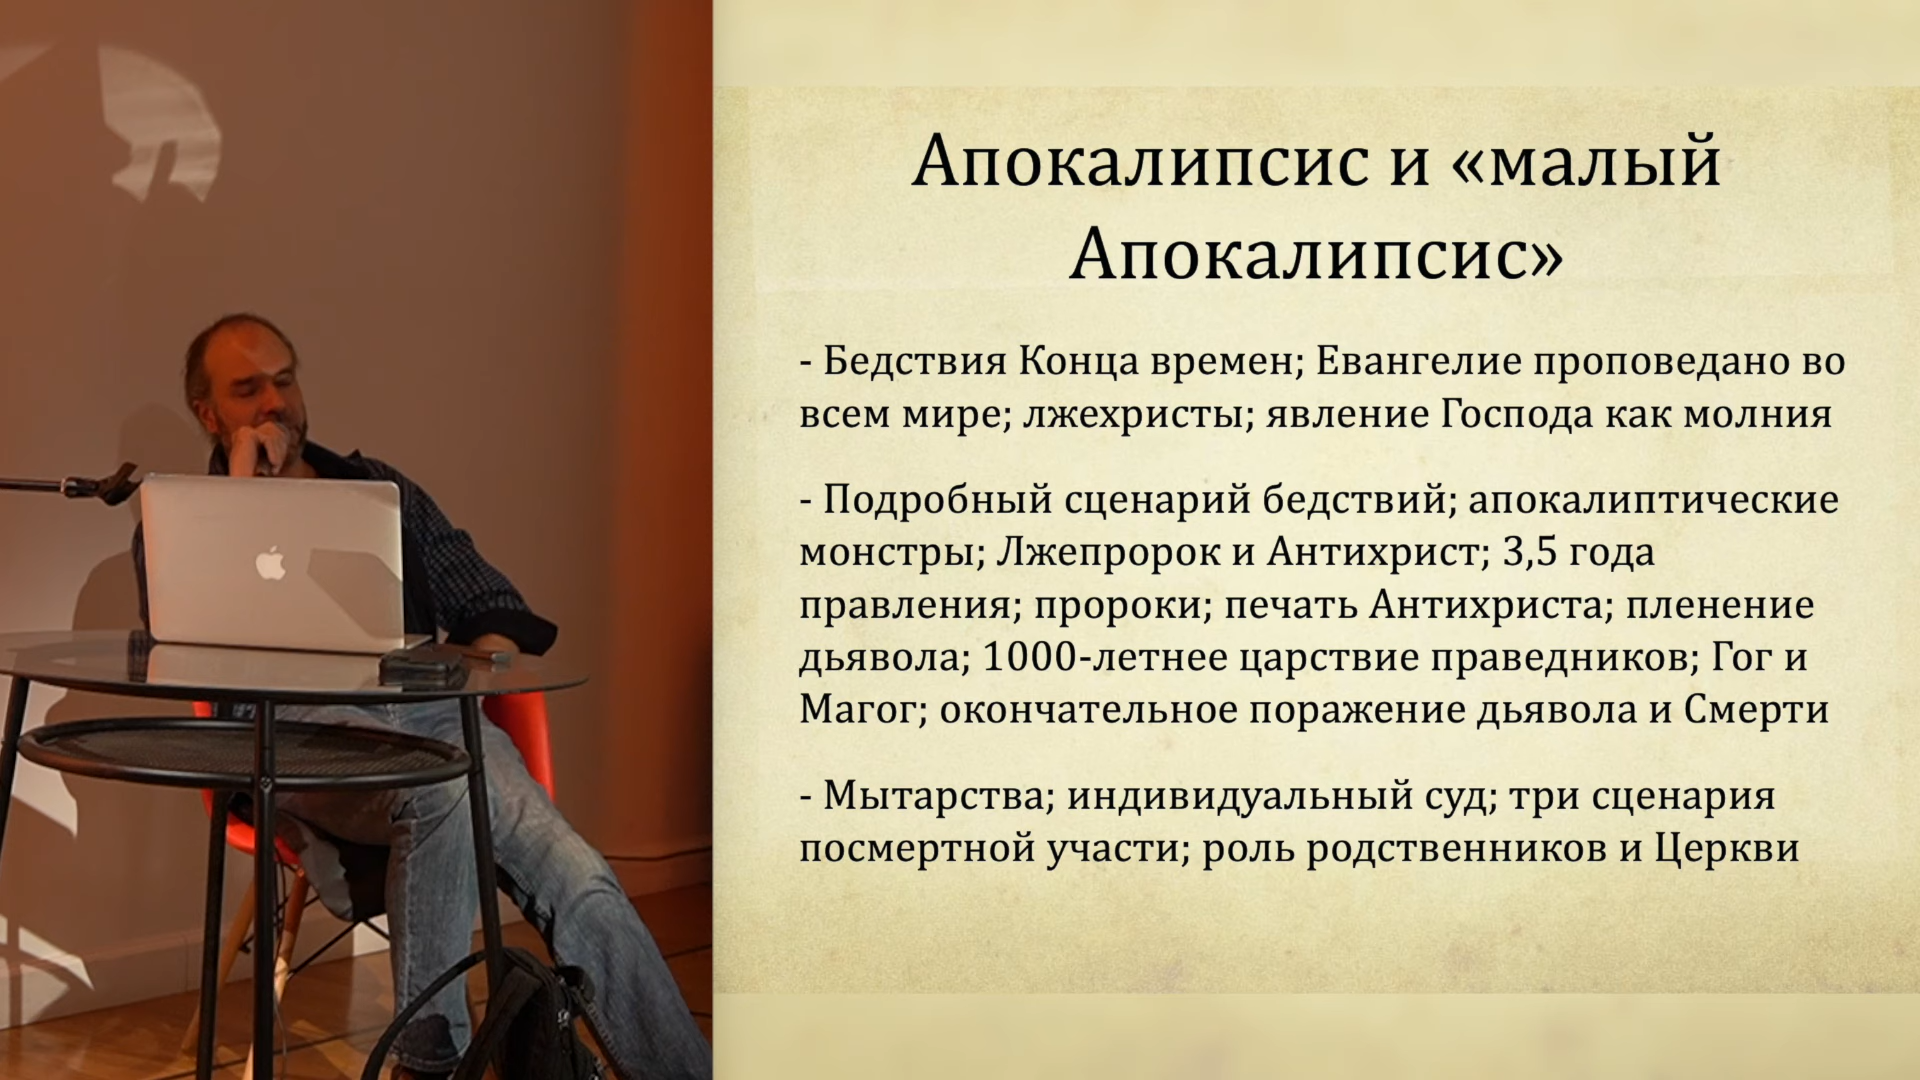 Апокалипсис и «малый
Апокалипсис»
- Бедствия Конца времен; Евангелие проповедано во
всем мире; лжехристы; явление Господа как молния
- Подробный сценарий бедствий; апокалиптические
монстры; Лжепророк и Антихрист; 3,5 года
правления; пророки; печать Антихриста; пленение
дьявола; 1000-летнее царствие праведников; Гог и
Магог; окончательное поражение дьявола и Смерти
- Мытарства; индивидуальный суд; три сценария
посмертной участи; роль родственников и Церкви